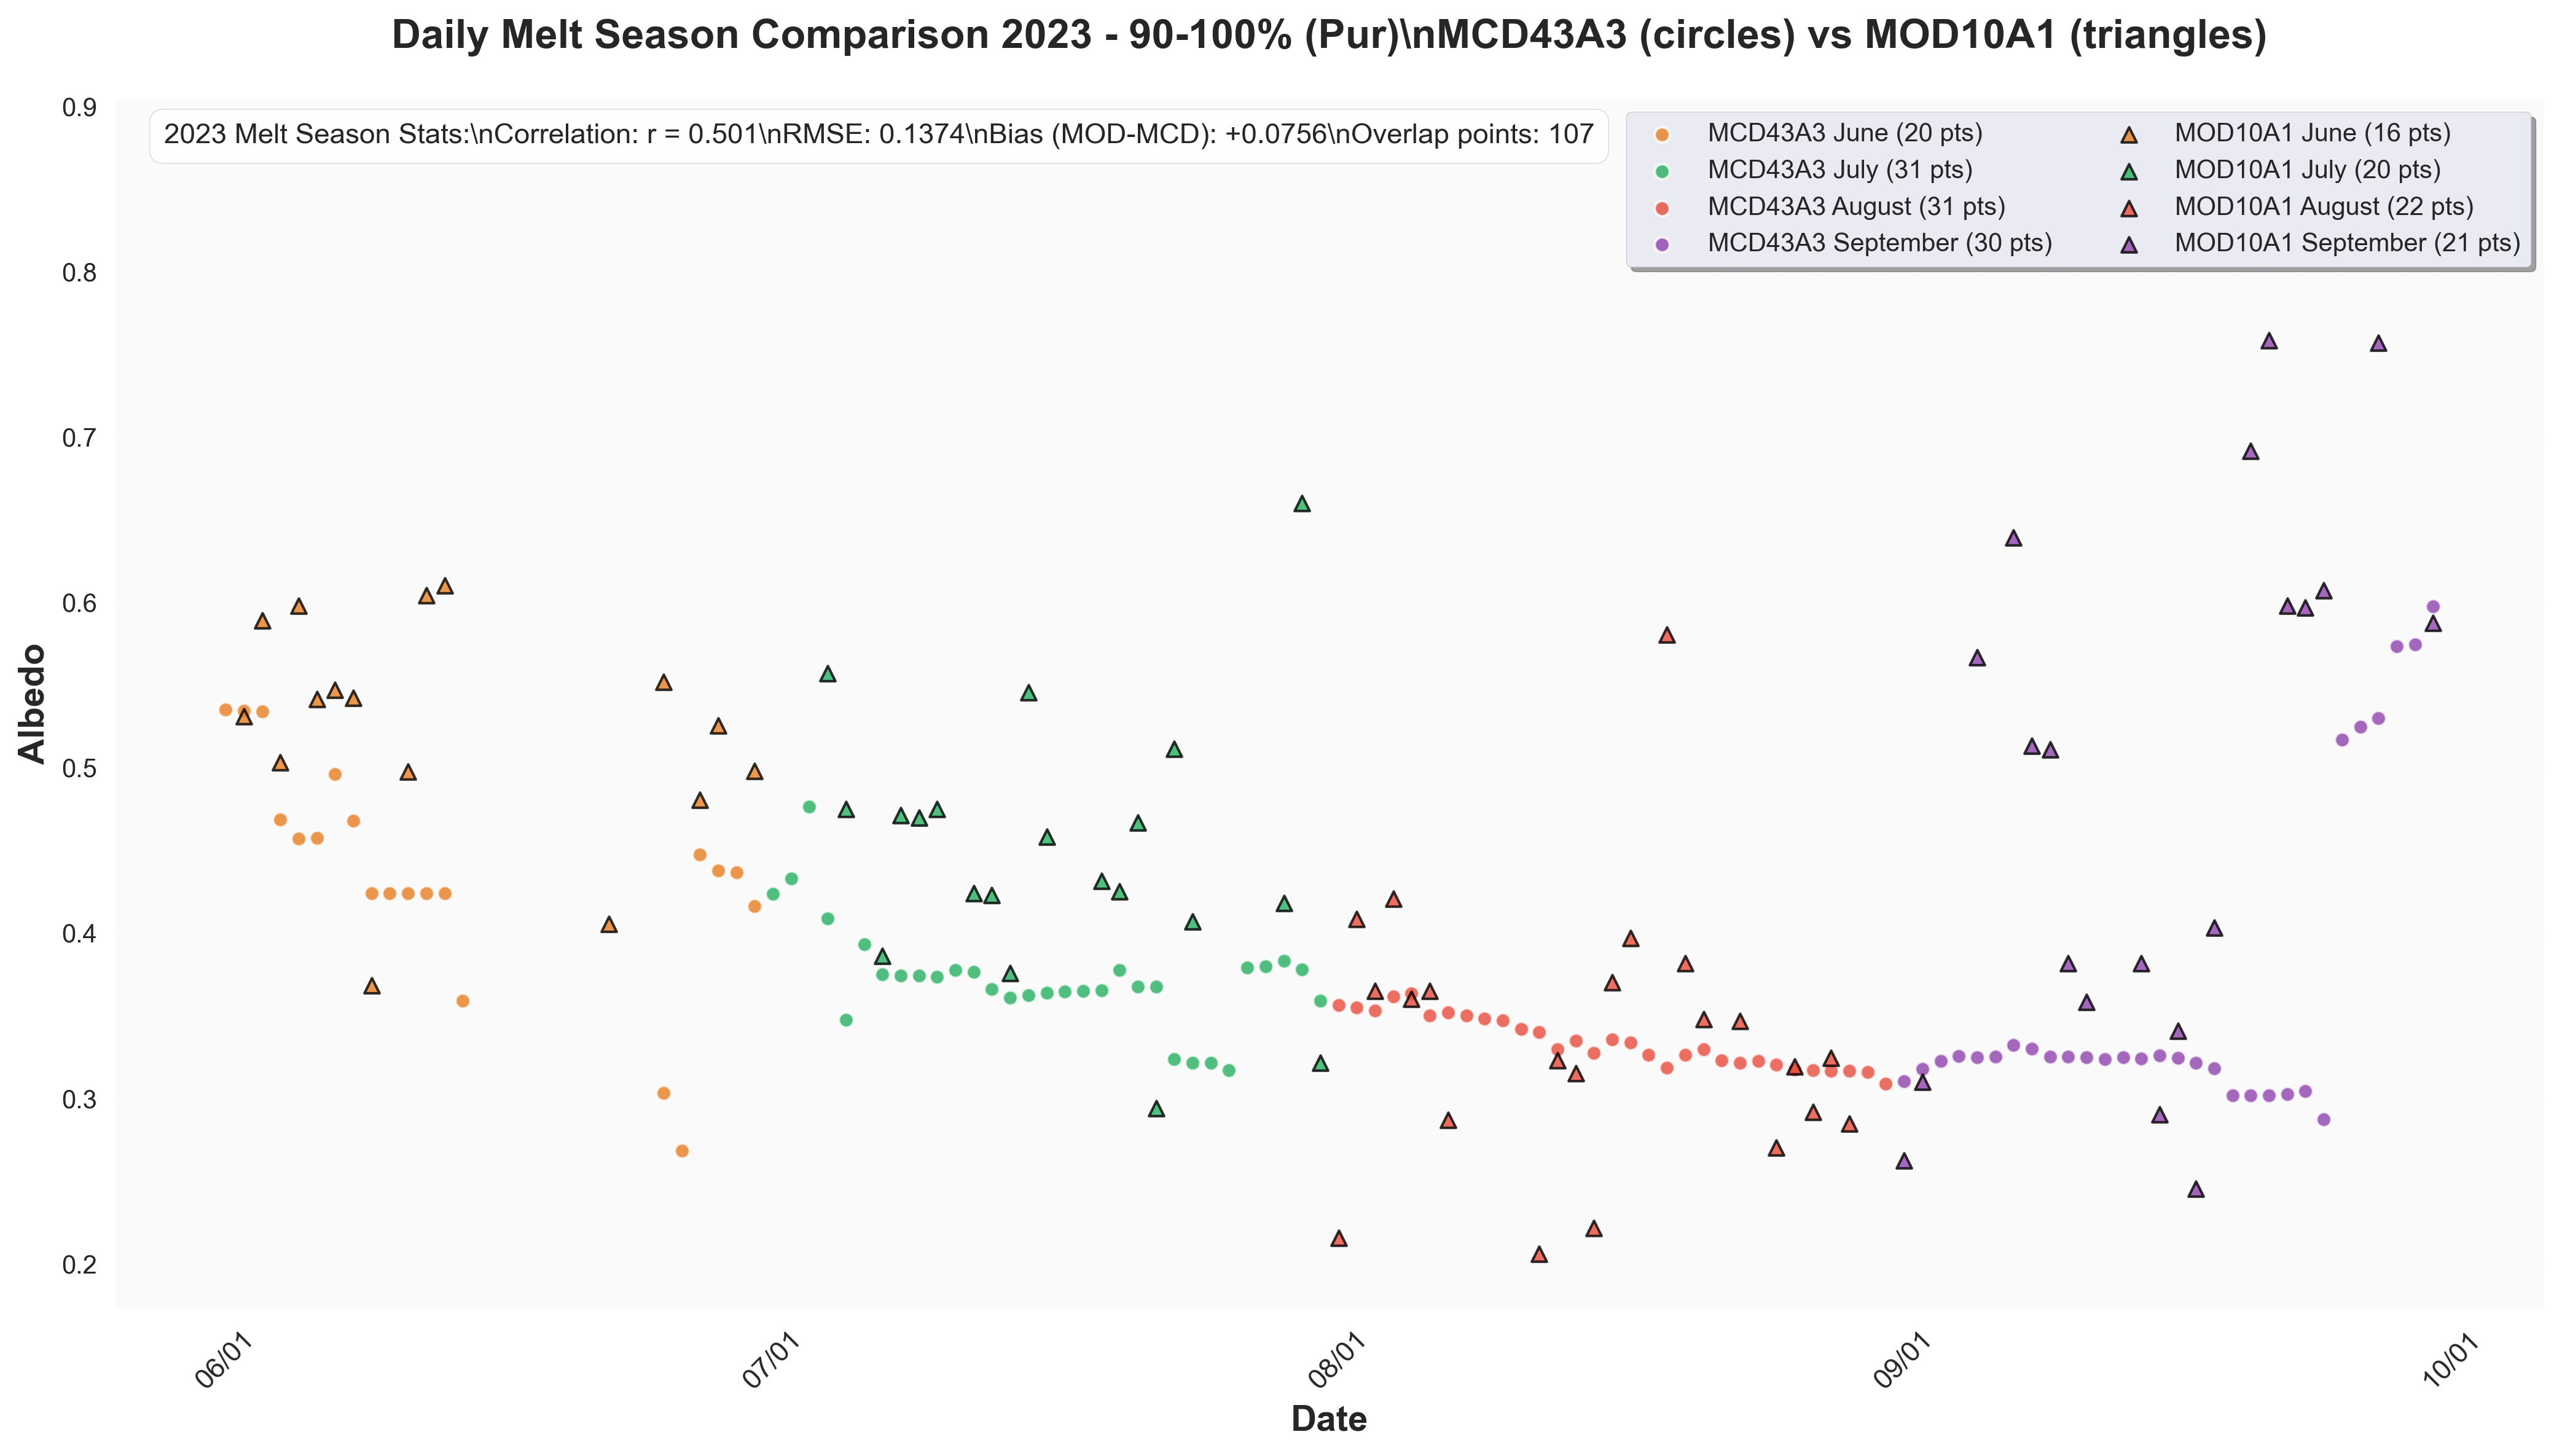 Daily Melt Season Comparison 2023 - 90-100% (Pur)\nMCD43A3 (circles) vs MOD10A1 (triangles)
2023 Melt Season Stats:\nCorrelation: r = 0.501\nRMSE: 0.1374\nBias (MOD-MCD): +0.0756\nOverlap points: 107
MCD43A3 June (20 pts)
MCD43A3 July (31 pts)
MCD43A3 August (31 pts)
MCD43A3 September (30 pts)
MOD10A1 June (16 pts)
MOD10A1 July (20 pts)
MOD10A1 August (22 pts)
MOD10A1 September (21 pts)
Albedo
0.9
0.8
0.7
0.6
0.5
0.4
0.3
0.2
06/01
07/01
08/01
09/01
10/01
Date